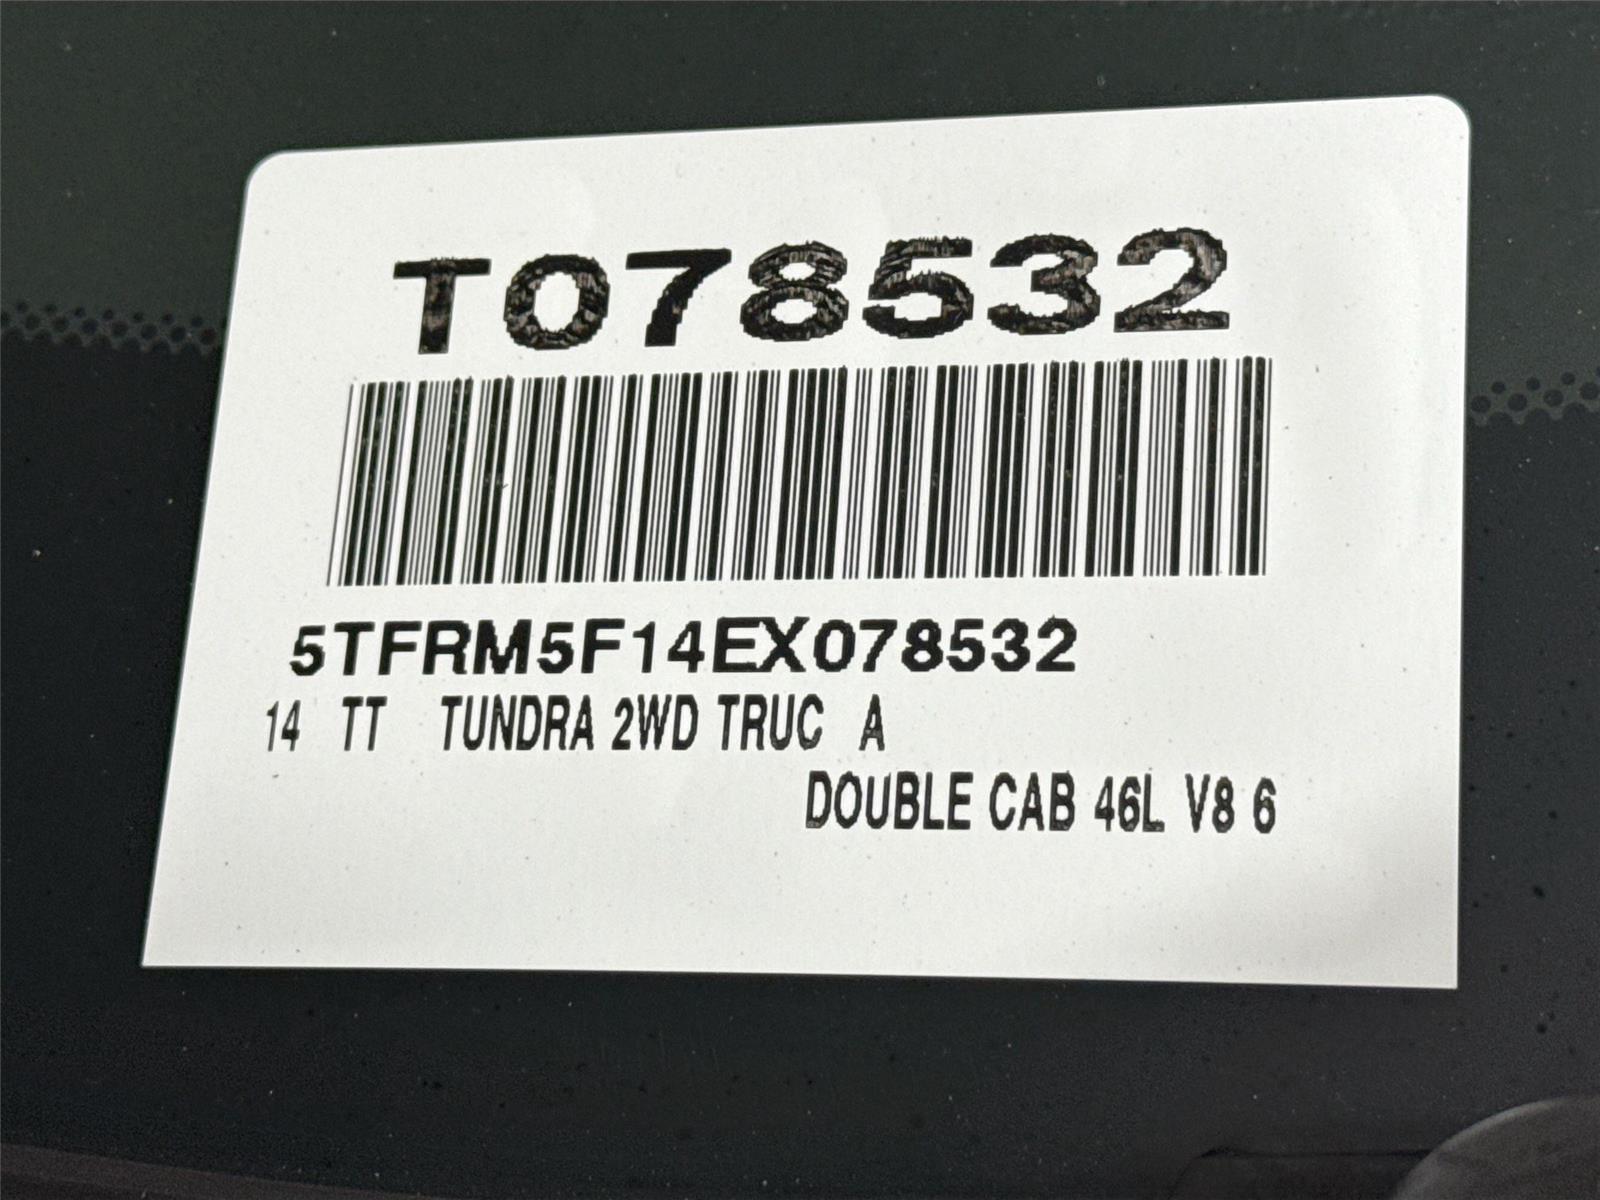 T078532
5TFRM5F14EX078532
14 TT TUNDRA 2WD TRUC A
DOUBLE CAB 46L V8 6